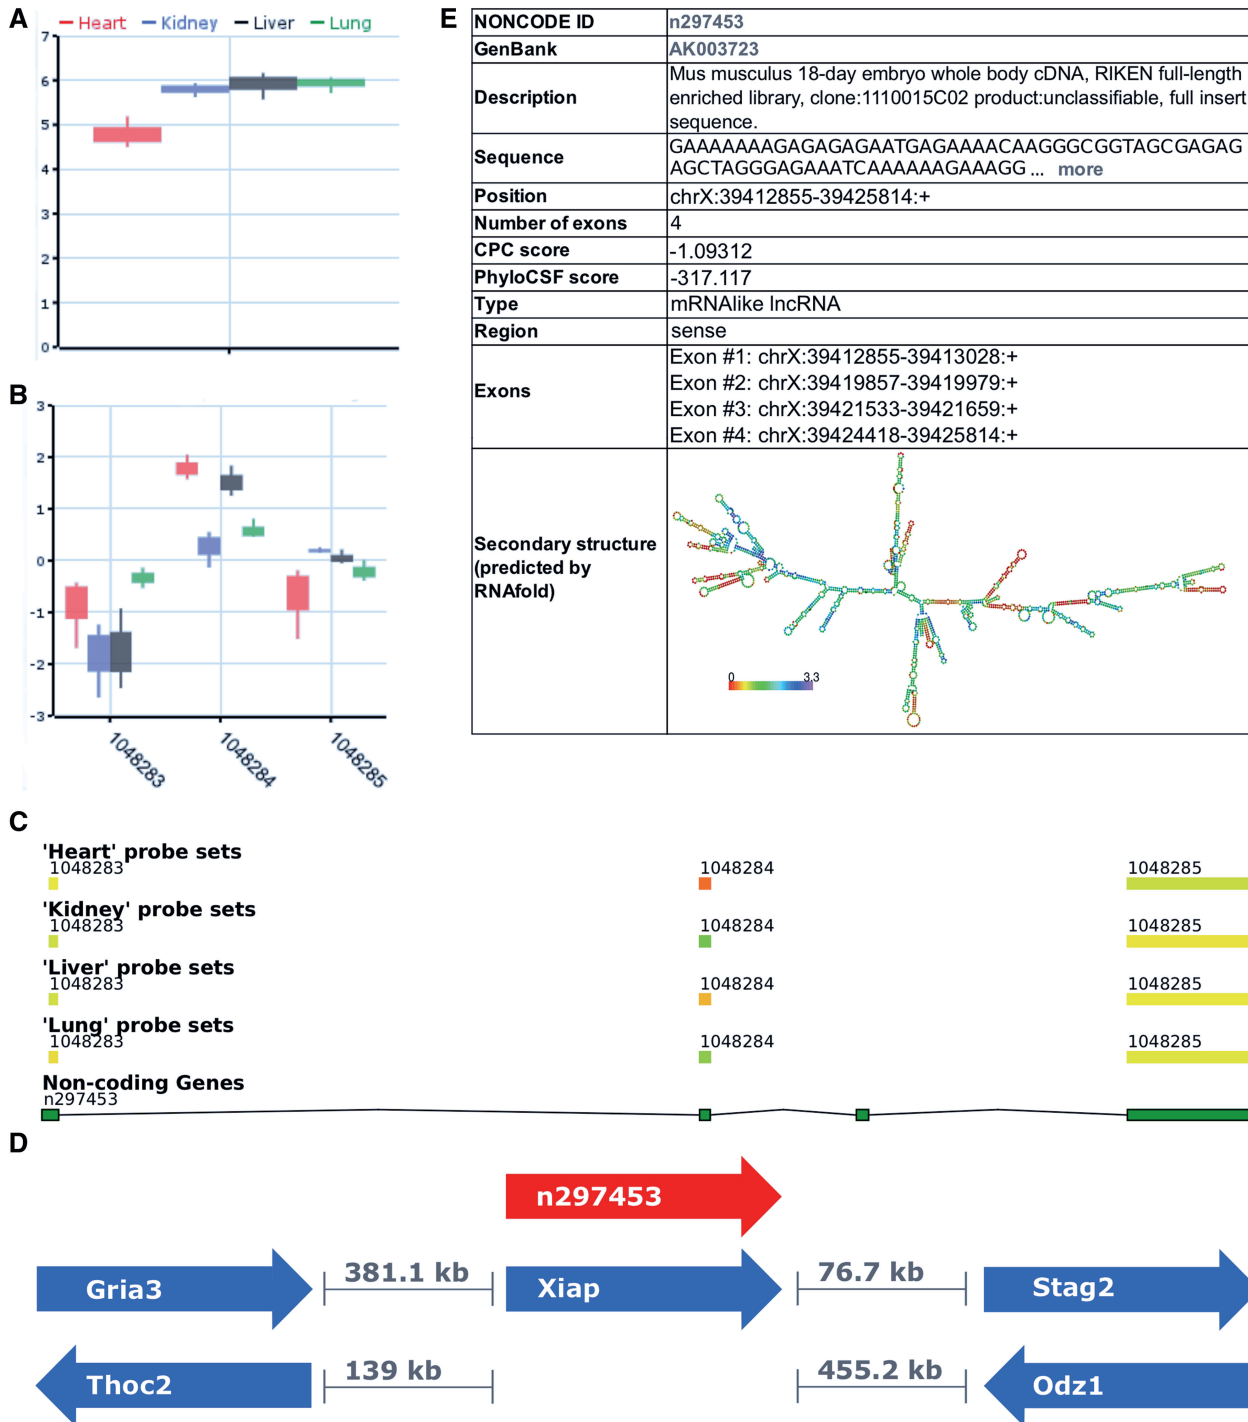 A
Heart Kidney Liver Lung
7
6
5
4
3
2
1
0
B
3
2
1
0
-1
-2
-3
1048283 1048284 1048285
E
NONCODE ID n297453
GenBank AK003723
Description
Mus musculus 18-day embryo whole body cDNA, RIKEN full-length
enriched library, clone:1110015C02 product:unclassifiable, full insert
sequence.
Sequence
GAAAAAAAGAGAGAGAATGAGAAAACAAGGGCGGTAGCGAGAG
AGCTAGGGAGAAATCAAAAAAGAAAGG ... more
Position chrX:39412855-39425814:+
Number of exons 4
CPC score -1.09312
PhyloCSF score -317.117
Type mRNAlike lncRNA
Region sense
Exons
Exon #1: chrX:39412855-39413028:+
Exon #2: chrX:39419857-39419979:+
Exon #3: chrX:39421533-39421659:+
Exon #4: chrX:39424418-39425814:+
Secondary structure
(predicted by
RNAfold)
0 3.3
C
'Heart' probe sets
1048283 1048284 1048285
'Kidney' probe sets
1048283 1048284 1048285
'Liver' probe sets
1048283 1048284 1048285
'Lung' probe sets
1048283 1048284 1048285
Non-coding Genes
n297453
D
n297453
Gria3 381.1 kb Xiap 76.7 kb Stag2
Thoc2 139 kb 455.2 kb Odz1